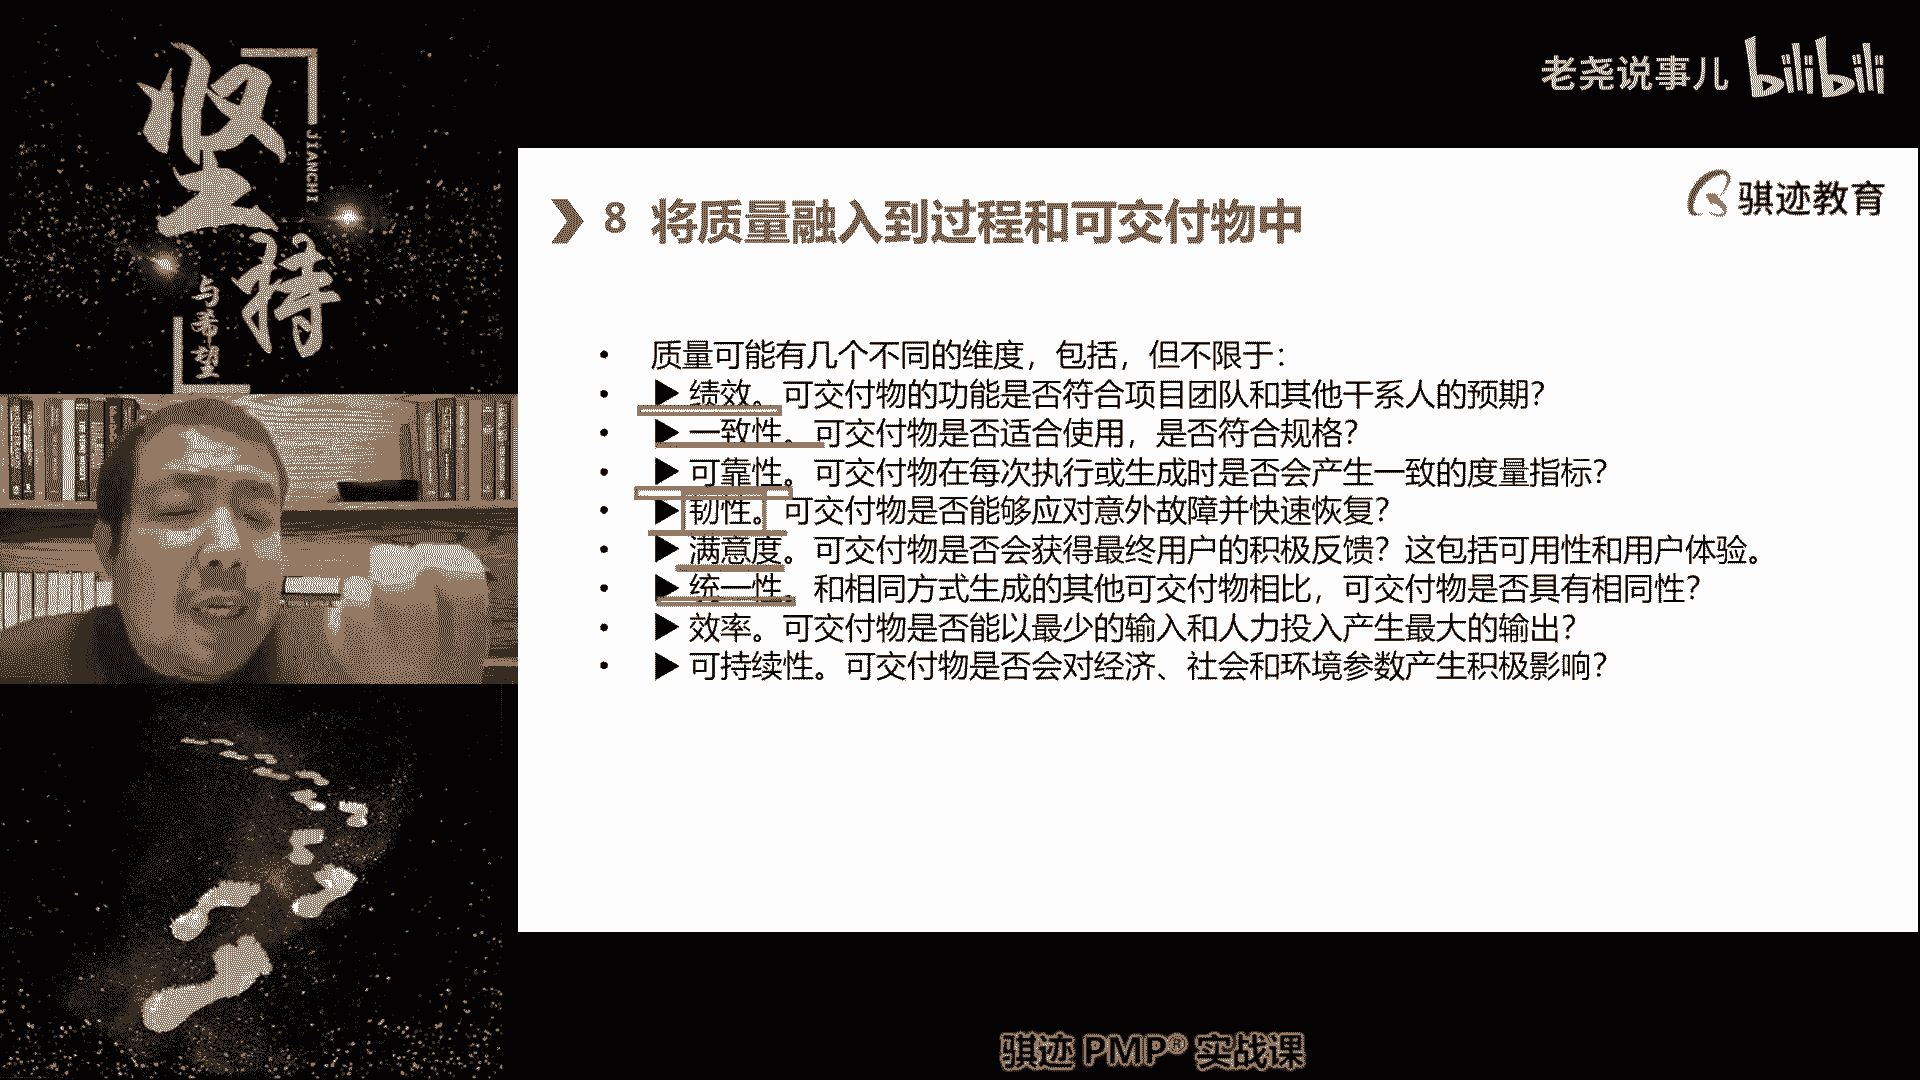 坚持
JIANCHI
与希望
老尧说事儿 bilibili
骐迹教育
8 将质量融入到过程和可交付物中
• 质量可能有几个不同的维度，包括，但不限于：
• ▶ 绩效。可交付物的功能是否符合项目团队和其他干系人的预期？
• ▶ 一致性。可交付物是否适合使用，是否符合规格？
• ▶ 可靠性。可交付物在每次执行或生成时是否会产生一致的度量指标？
• ▶ 韧性。可交付物是否能够应对意外故障并快速恢复？
• ▶ 满意度。可交付物是否会获得最终用户的积极反馈？这包括可用性和用户体验。
• ▶ 统一性。和相同方式生成的其他可交付物相比，可交付物是否具有相同性？
• ▶ 效率。可交付物是否能以最少的输入和人力投入产生最大的输出？
• ▶ 可持续性。可交付物是否会对经济、社会和环境参数产生积极影响？
骐迹 PMP® 实战课